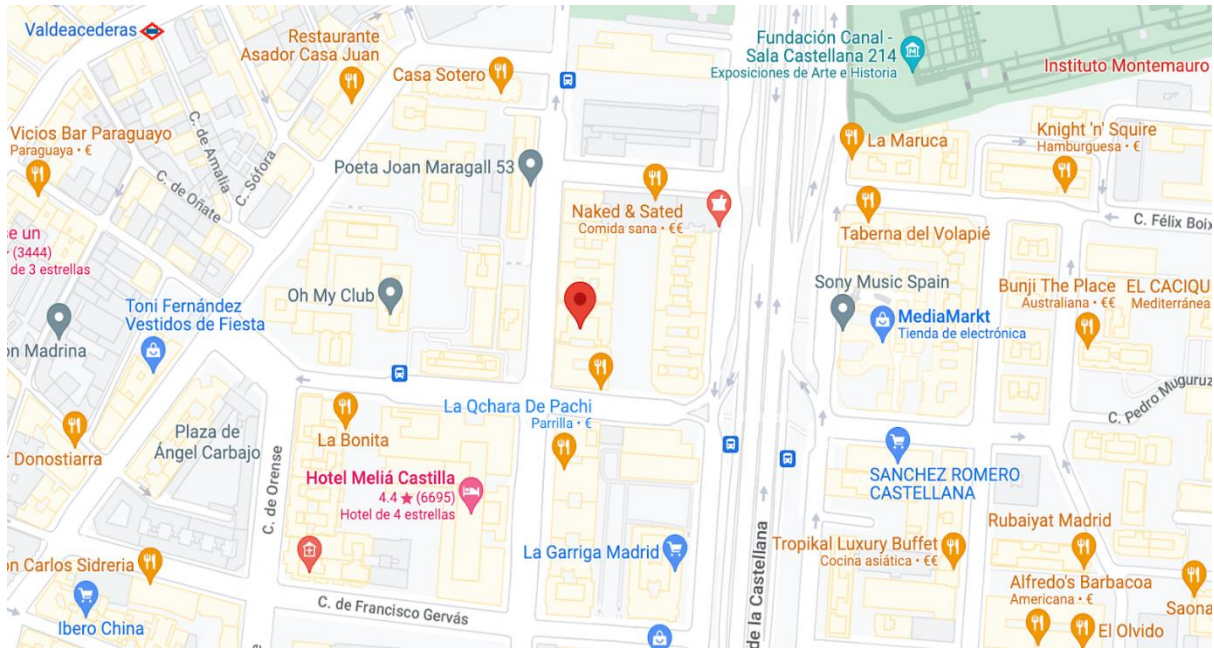 Valdeacederas
Restaurante
Asador Casa Juan
Casa Sotero
Fundación Canal -
Sala Castellana 214
Exposiciones de Arte e Historia
Instituto Montemauro
Vicios Bar Paraguayo
Paraguaya • €
C. de Amalia
C. Sófora
C. de Oñate
Poeta Joan Maragall 53
La Maruca
Knight 'n' Squire
Hamburguesa • €
Naked & Sated
Comida sana • €€
Taberna del Volapié
C. Félix Boix
e un
(3444)
de 3 estrellas
Oh My Club
Sony Music Spain
Bunji The Place
Australiana • €€
EL CACIQU
Mediterránea
Toni Fernández
Vestidos de Fiesta
MediaMarkt
Tienda de electrónica
on Madrina
La Qchara De Pachi
Parrilla • €
C. Pedro Muguruz
La Bonita
Plaza de
Ángel Carbajo
r Donostiarra
C. de Orense
Hotel Meliá Castilla
4.4 ★ (6695)
Hotel de 4 estrellas
SANCHEZ ROMERO
CASTELLANA
La Garriga Madrid
de la Castellana
Tropikal Luxury Buffet
Cocina asiática • €€
Rubaiyat Madrid
on Carlos Sidreria
Alfredo's Barbacoa
Americana • €
Saona
C. de Francisco Gervás
Ibero China
El Olvido